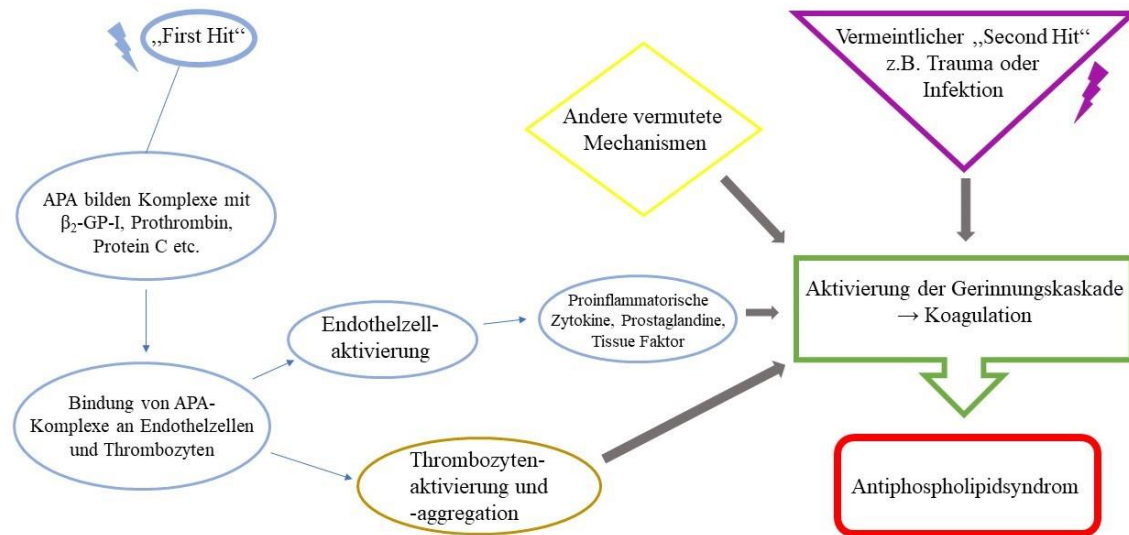 „First Hit“
Vermeintlicher „Second Hit“
z.B. Trauma oder
Infektion
Andere vermutete
Mechanismen
APA bilden Komplexe mit
β₂-GP-I, Prothrombin,
Protein C etc.
Endothelzell-
aktivierung
Proinflammatorische
Zytokine, Prostaglandine,
Tissue Faktor
Aktivierung der Gerinnungskaskade
→ Koagulation
Bindung von APA-
Komplexe an Endothelzellen
und Thrombozyten
Thrombozyten-
aktivierung und
-aggregation
Antiphospholipidsyndrom